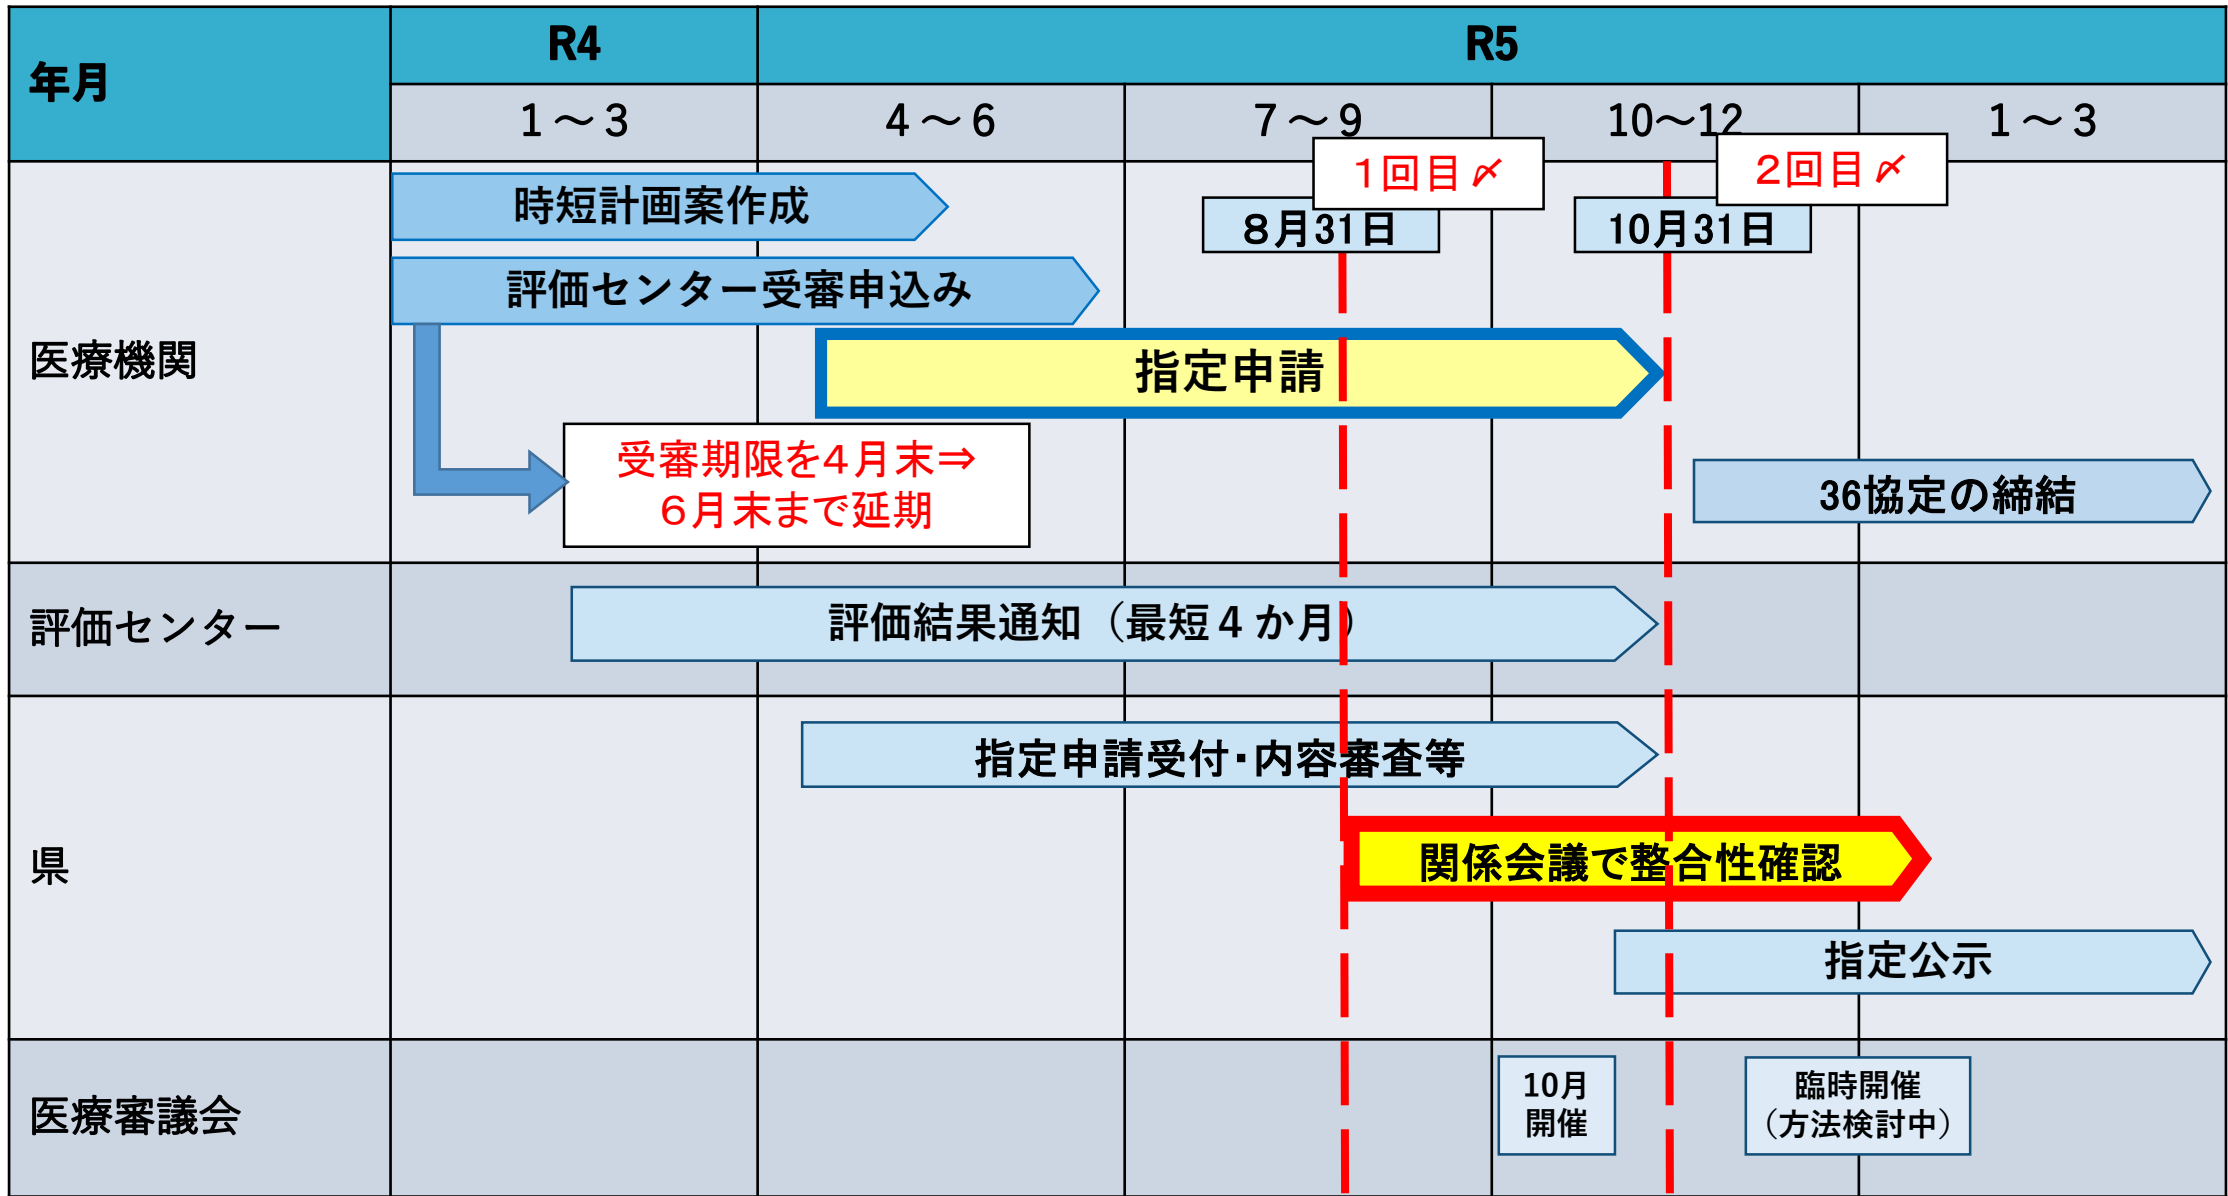 年月
R4
R5
1～3
4～6
7～9
10～12
1～3
1回目〆
2回目〆
8月31日
10月31日
医療機関
時短計画案作成
評価センター受審申込み
指定申請
受審期限を4月末⇒
6月末まで延期
36協定の締結
評価センター
評価結果通知（最短4か月）
県
指定申請受付・内容審査等
関係会議で整合性確認
指定公示
医療審議会
10月
開催
臨時開催
（方法検討中）